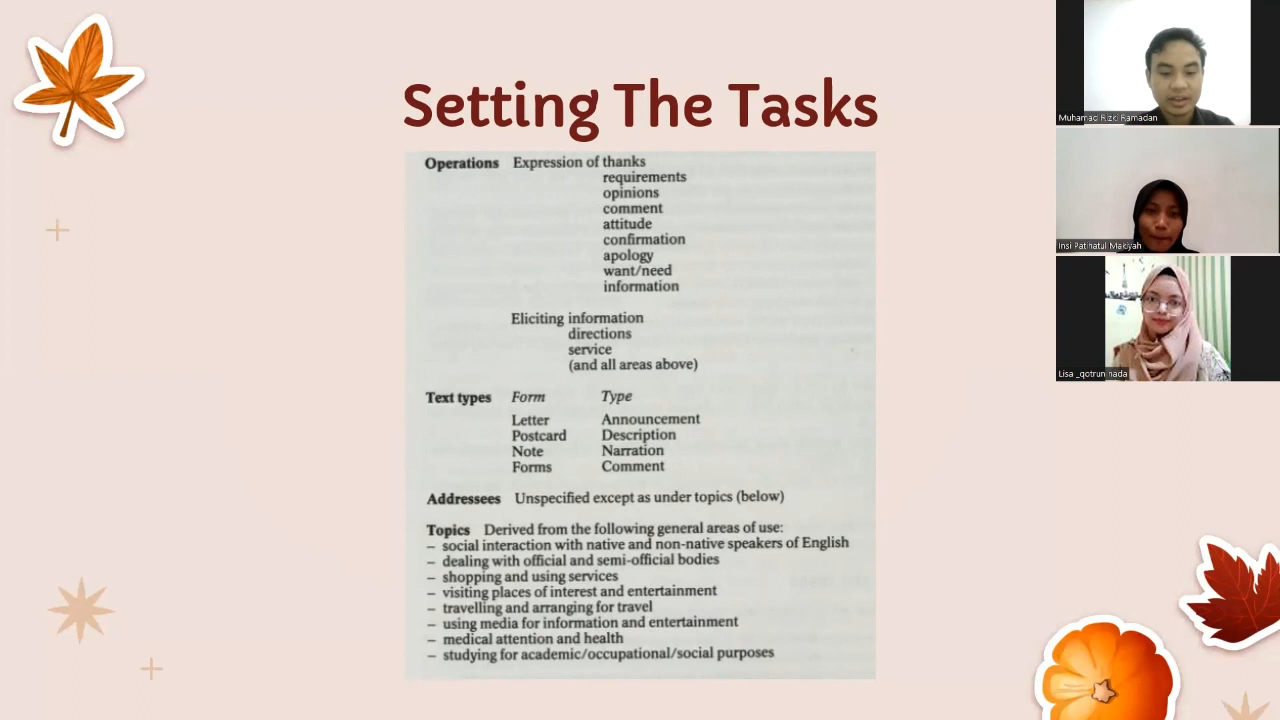 Setting The Tasks
Operations Expression of thanks
requirements
opinions
comment
attitude
confirmation
apology
want/need
information
Eliciting information
directions
service
(and all areas above)
Text types Form Type
Letter Announcement
Postcard Description
Note Narration
Forms Comment
Addressees Unspecified except as under topics (below)
Topics Derived from the following general areas of use:
– social interaction with native and non-native speakers of English
– dealing with official and semi-official bodies
– shopping and using services
– visiting places of interest and entertainment
– travelling and arranging for travel
– using media for information and entertainment
– medical attention and health
– studying for academic/occupational/social purposes
Muhamad Rizki Ramadan
Insi Patihatul Makiyah
Lisa _qotrun nada